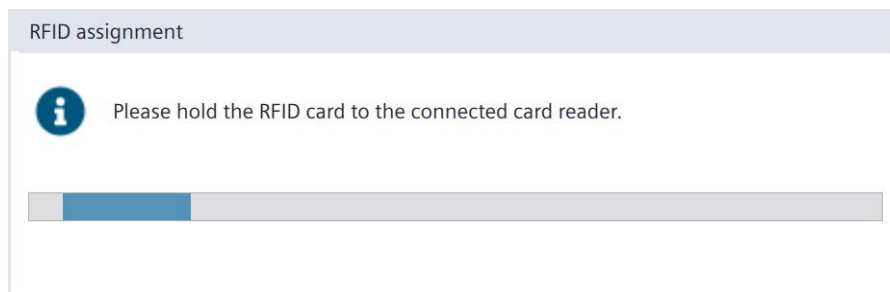 RFID assignment
Please hold the RFID card to the connected card reader.